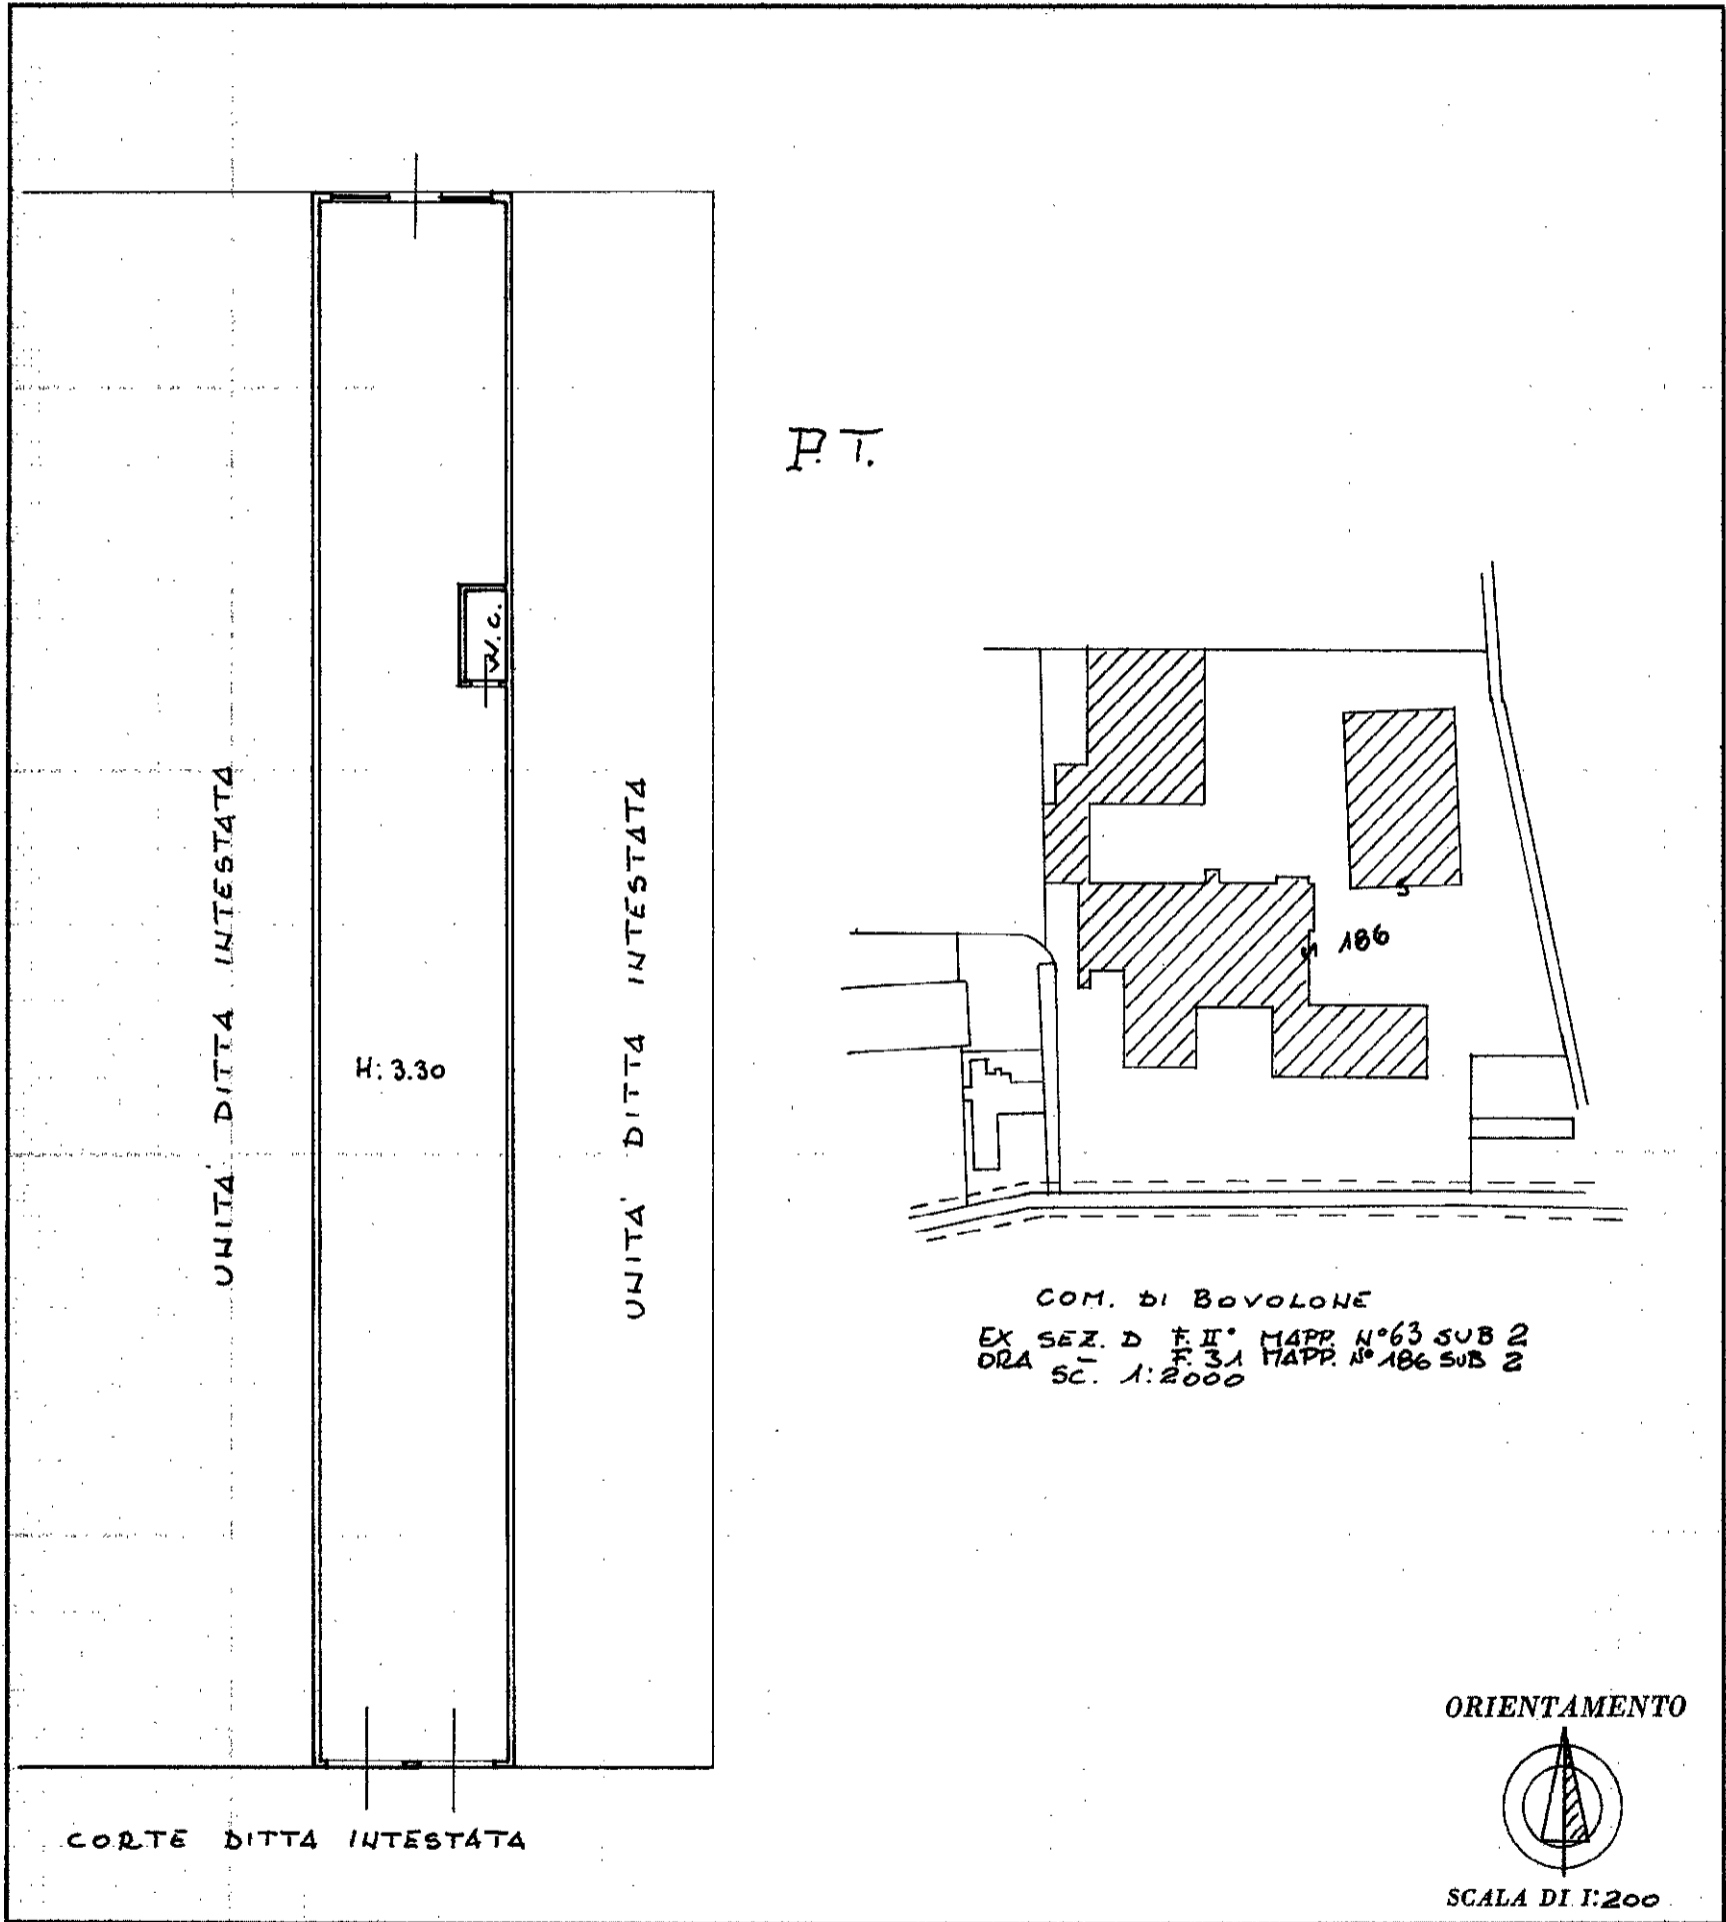 P.T.
W.C.
UNITA' DITTA INTESTATA
H: 3.30
UNITA' DITTA INTESTATA
186
COM. DI BOVOLONE
EX SEZ. D F. II° MAPP. N°63 SUB 2
ORA - F. 31 MAPP. N° 186 SUB 2
SC. 1:2000
CORTE DITTA INTESTATA
ORIENTAMENTO
SCALA DI 1:200